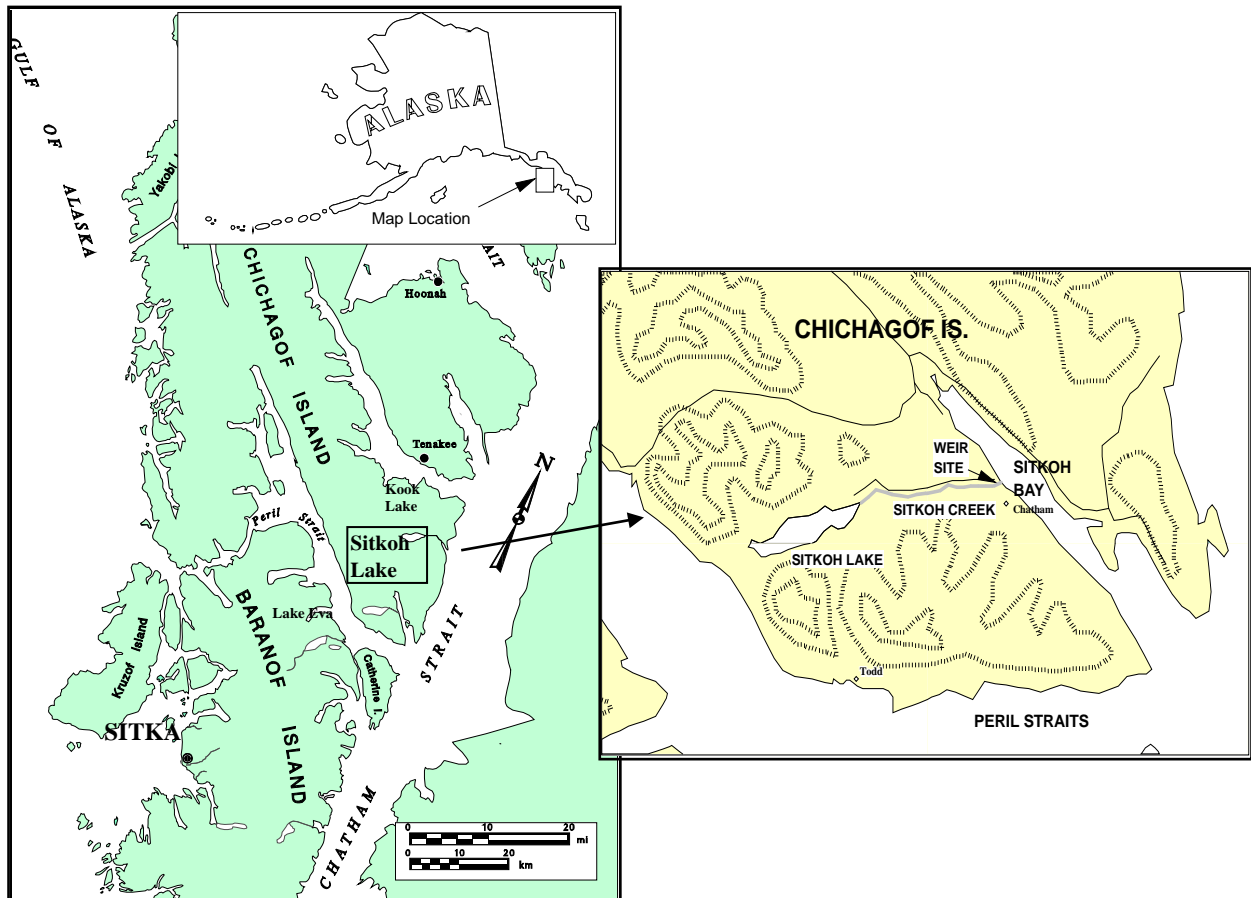 GULF
OF
ALASKA
ALASKA
Map Location
CHICHAGOF
ISLAND
Hoonah
Tenakee
Kook
Lake
Peril
Strait
Sitkoh
Lake
N
Lake Eva
BARANOF
ISLAND
Kruzof Island
Catherine I.
SITKA
CHATHAM
STRAIT
0 10 20
mi
0 10 20
km
CHICHAGOF IS.
WEIR
SITE
SITKOH
BAY
Chatham
SITKOH CREEK
SITKOH LAKE
Todd
PERIL STRAITS